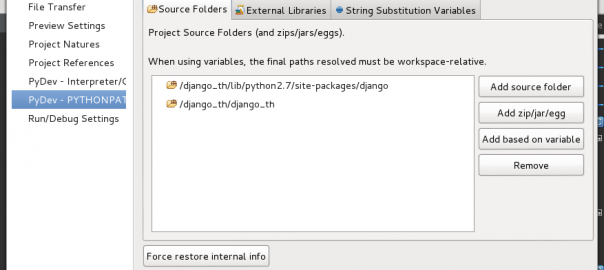 File Transfer
Preview Settings
Project Natures
Project References
PyDev - Interpreter/G
PyDev - PYTHONPAT
Run/Debug Settings
Source Folders
External Libraries
String Substitution Variables
Project Source Folders (and zips/jars/eggs).
When using variables, the final paths resolved must be workspace-relative.
/django_th/lib/python2.7/site-packages/django
/django_th/django_th
Add source folder
Add zip/jar/egg
Add based on variable
Remove
Force restore internal info